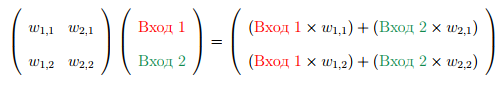 ( w₁,₁ w₂,₁ ) ( Вход 1 ) = ( (Вход 1 × w₁,₁) + (Вход 2 × w₂,₁) )
( w₁,₂ w₂,₂ ) ( Вход 2 ) ( (Вход 1 × w₁,₂) + (Вход 2 × w₂,₂) )